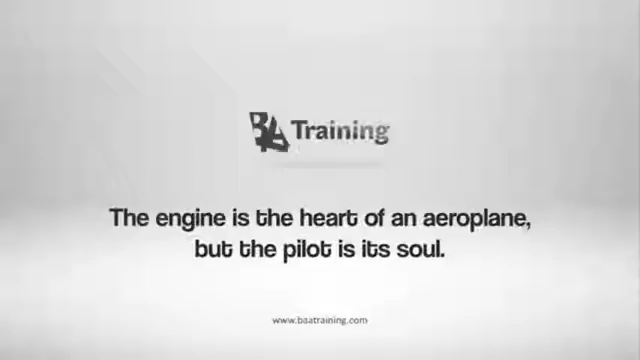 BAA Training
The engine is the heart of an aeroplane,
but the pilot is its soul.
www.baatraining.com